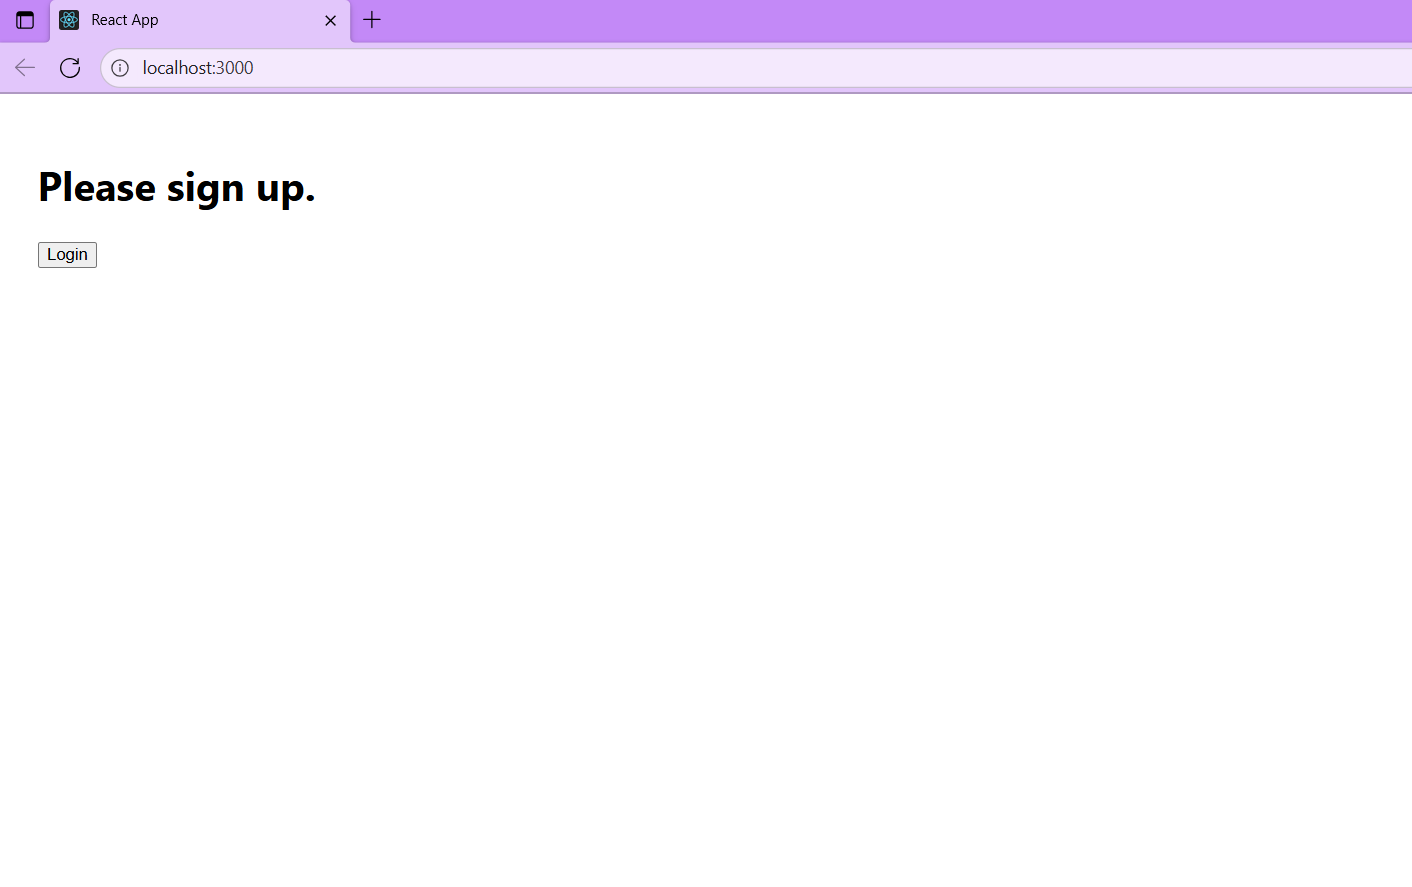 React App
localhost:3000
Please sign up.
Login